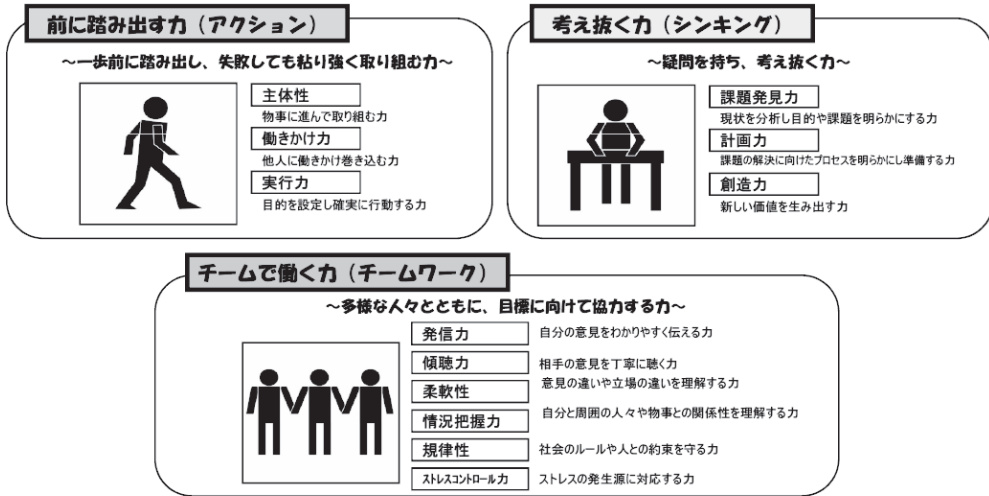 前に踏み出す力（アクション）
～一歩前に踏み出し、失敗しても粘り強く取り組む力～
主体性
物事に進んで取り組む力
働きかけ力
他人に働きかけ巻き込む力
実行力
目的を設定し確実に行動する力
考え抜く力（シンキング）
～疑問を持ち、考え抜く力～
課題発見力
現状を分析し目的や課題を明らかにする力
計画力
課題の解決に向けたプロセスを明らかにし準備する力
創造力
新しい価値を生み出す力
チームで働く力（チームワーク）
～多様な人々とともに、目標に向けて協力する力～
発信力 自分の意見をわかりやすく伝える力
傾聴力 相手の意見を丁寧に聴く力
柔軟性 意見の違いや立場の違いを理解する力
情況把握力 自分と周囲の人々や物事との関係性を理解する力
規律性 社会のルールや人との約束を守る力
ストレスコントロール力 ストレスの発生源に対応する力